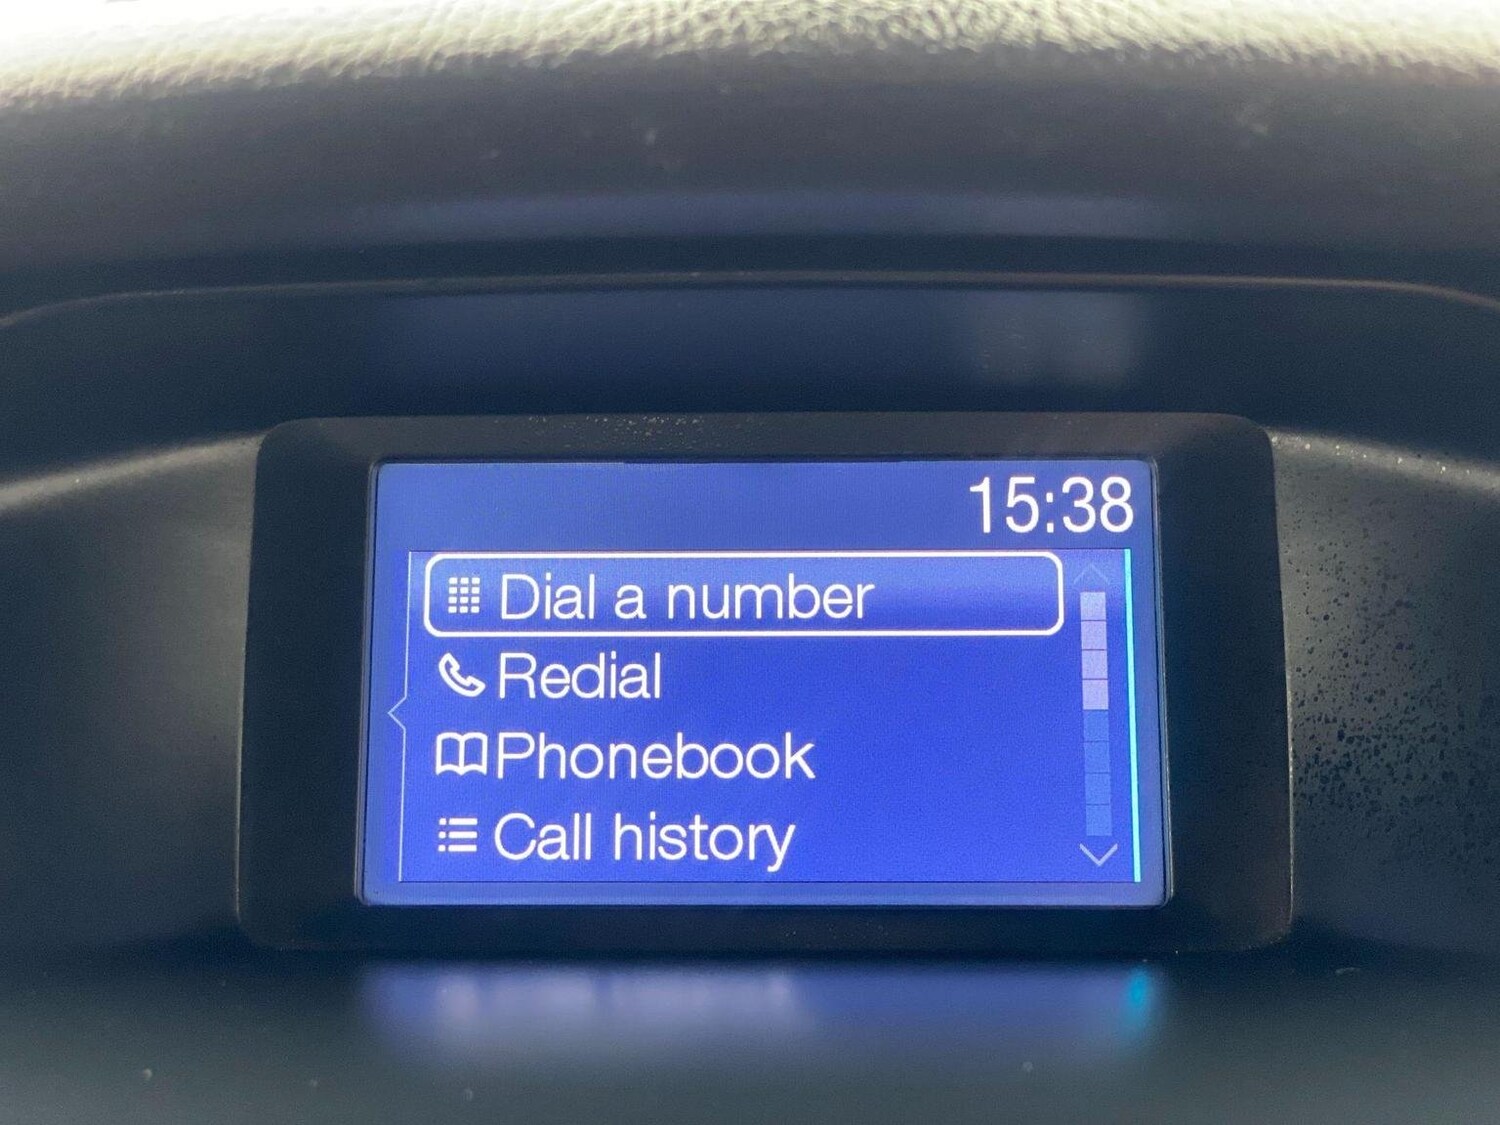 15:38
Dial a number
Redial
Phonebook
Call history